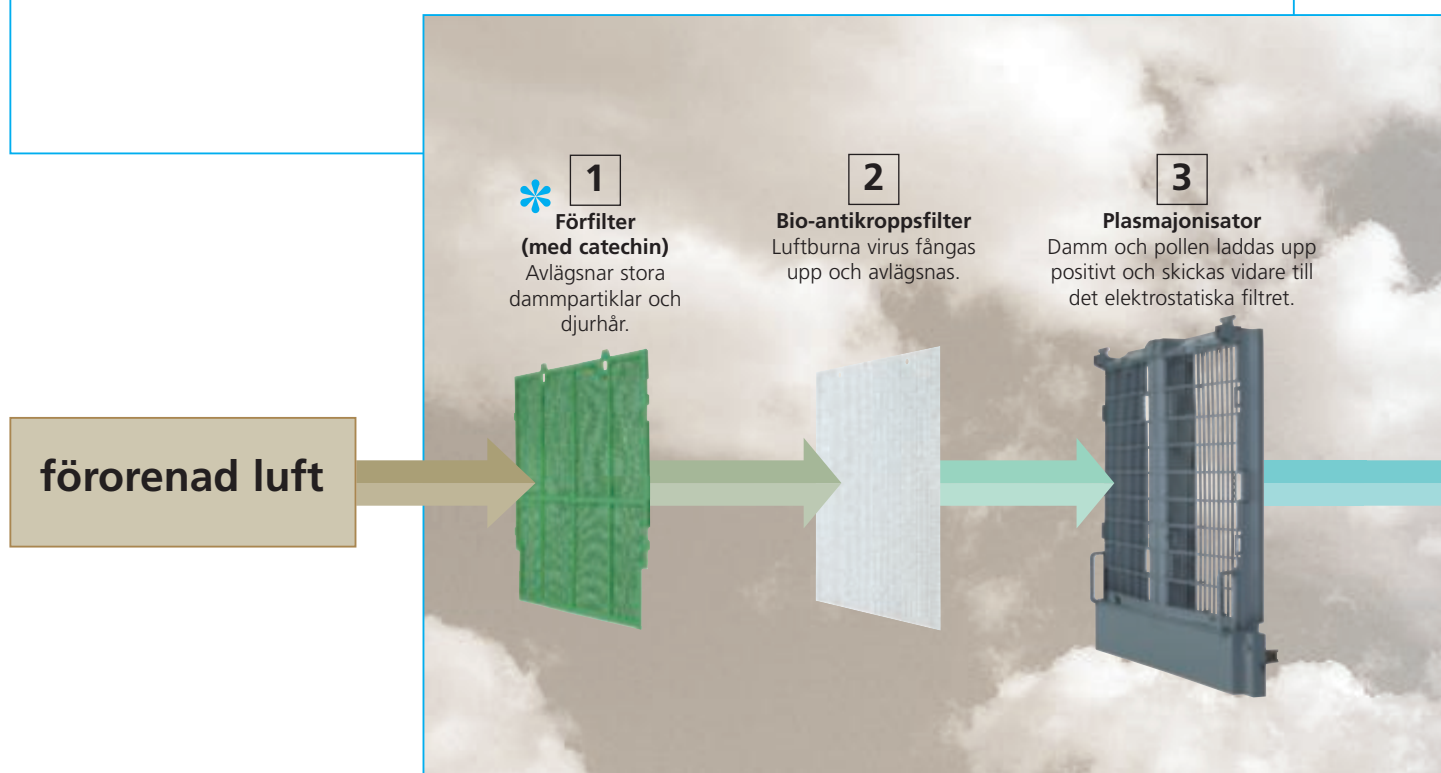 1
*
Förfilter
(med catechin)
Avlägsnar stora
dammpartiklar och
djurhår.
2
Bio-antikroppsfilter
Luftburna virus fångas
upp och avlägsnas.
3
Plasmajonisator
Damm och pollen laddas upp
positivt och skickas vidare till
det elektrostatiska filtret.
förorenad luft